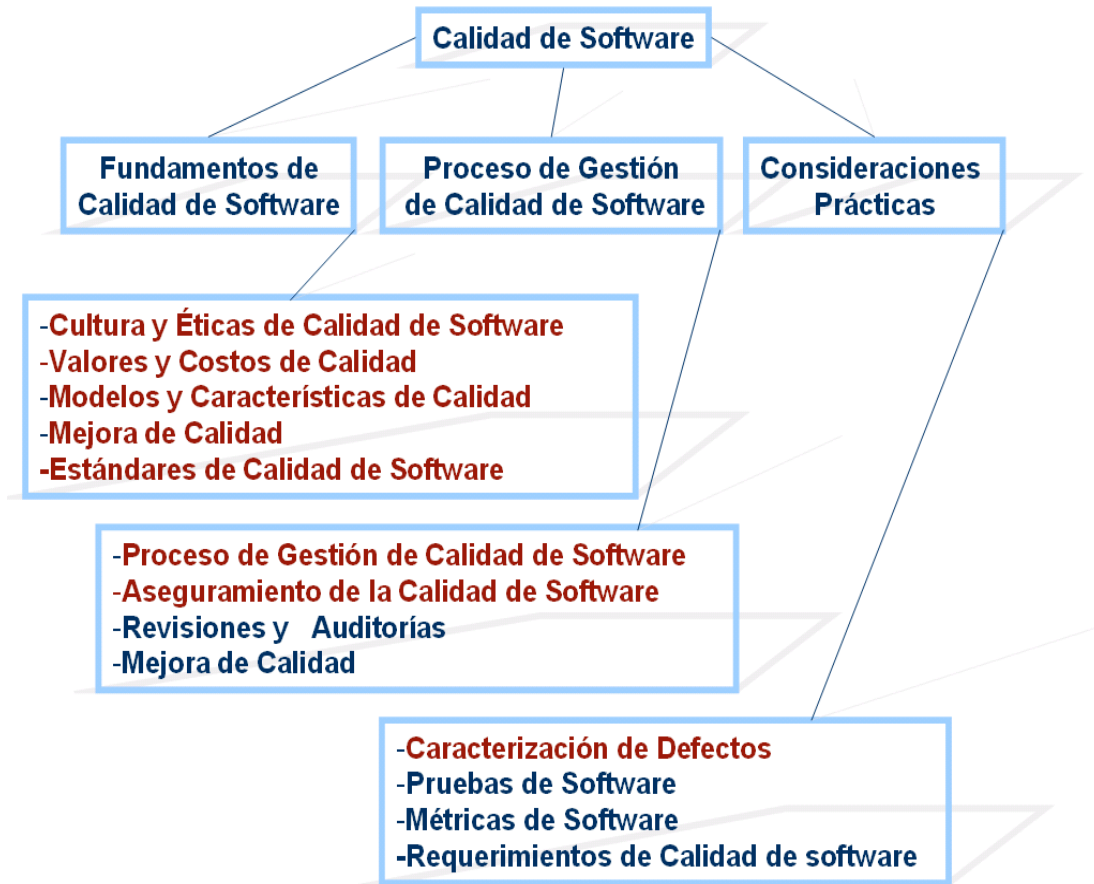 Calidad de Software
Fundamentos de
Calidad de Software
Proceso de Gestión
de Calidad de Software
Consideraciones
Prácticas
-Cultura y Éticas de Calidad de Software
-Valores y Costos de Calidad
-Modelos y Características de Calidad
-Mejora de Calidad
-Estándares de Calidad de Software
-Proceso de Gestión de Calidad de Software
-Aseguramiento de la Calidad de Software
-Revisiones y Auditorías
-Mejora de Calidad
-Caracterización de Defectos
-Pruebas de Software
-Métricas de Software
-Requerimientos de Calidad de software